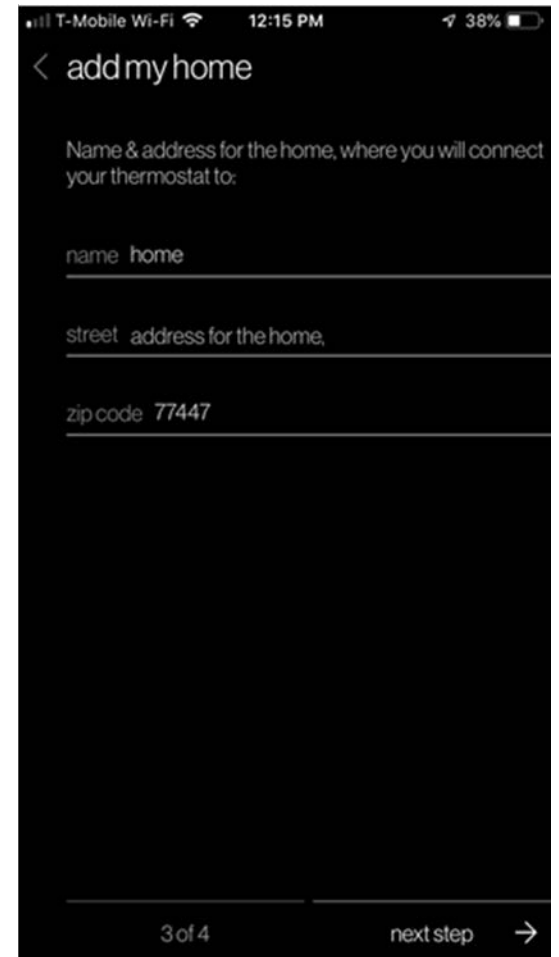 T-Mobile Wi-Fi 12:15 PM 38%
< add my home
Name & address for the home, where you will connect
your thermostat to:
name home
street address for the home,
zip code 77447
3 of 4 next step →